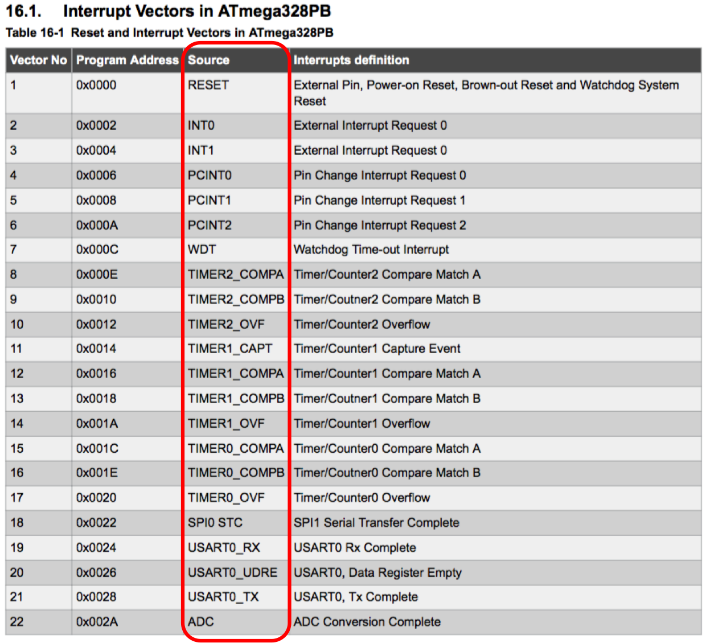 16.1. Interrupt Vectors in ATmega328PB
Table 16-1 Reset and Interrupt Vectors in ATmega328PB
Vector No Program Address Source Interrupts definition
1 0x0000 RESET External Pin, Power-on Reset, Brown-out Reset and Watchdog System
Reset
2 0x0002 INT0 External Interrupt Request 0
3 0x0004 INT1 External Interrupt Request 0
4 0x0006 PCINT0 Pin Change Interrupt Request 0
5 0x0008 PCINT1 Pin Change Interrupt Request 1
6 0x000A PCINT2 Pin Change Interrupt Request 2
7 0x000C WDT Watchdog Time-out Interrupt
8 0x000E TIMER2_COMPA Timer/Counter2 Compare Match A
9 0x0010 TIMER2_COMPB Timer/Coutner2 Compare Match B
10 0x0012 TIMER2_OVF Timer/Counter2 Overflow
11 0x0014 TIMER1_CAPT Timer/Counter1 Capture Event
12 0x0016 TIMER1_COMPA Timer/Counter1 Compare Match A
13 0x0018 TIMER1_COMPB Timer/Coutner1 Compare Match B
14 0x001A TIMER1_OVF Timer/Counter1 Overflow
15 0x001C TIMER0_COMPA Timer/Counter0 Compare Match A
16 0x001E TIMER0_COMPB Timer/Coutner0 Compare Match B
17 0x0020 TIMER0_OVF Timer/Counter0 Overflow
18 0x0022 SPI0 STC SPI1 Serial Transfer Complete
19 0x0024 USART0_RX USART0 Rx Complete
20 0x0026 USART0_UDRE USART0, Data Register Empty
21 0x0028 USART0_TX USART0, Tx Complete
22 0x002A ADC ADC Conversion Complete